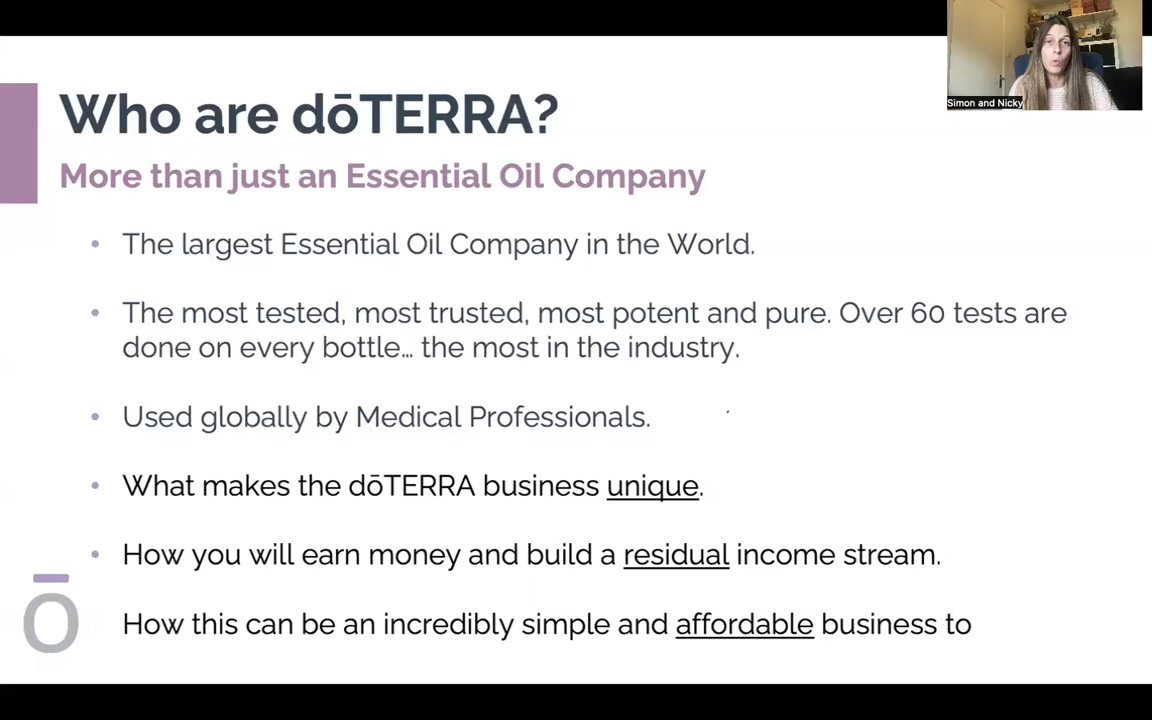 Who are dōTERRA?
More than just an Essential Oil Company
Simon and Nicky
• The largest Essential Oil Company in the World.
• The most tested, most trusted, most potent and pure. Over 60 tests are
done on every bottle... the most in the industry.
• Used globally by Medical Professionals.
• What makes the dōTERRA business unique.
• How you will earn money and build a residual income stream.
How this can be an incredibly simple and affordable business to
ō